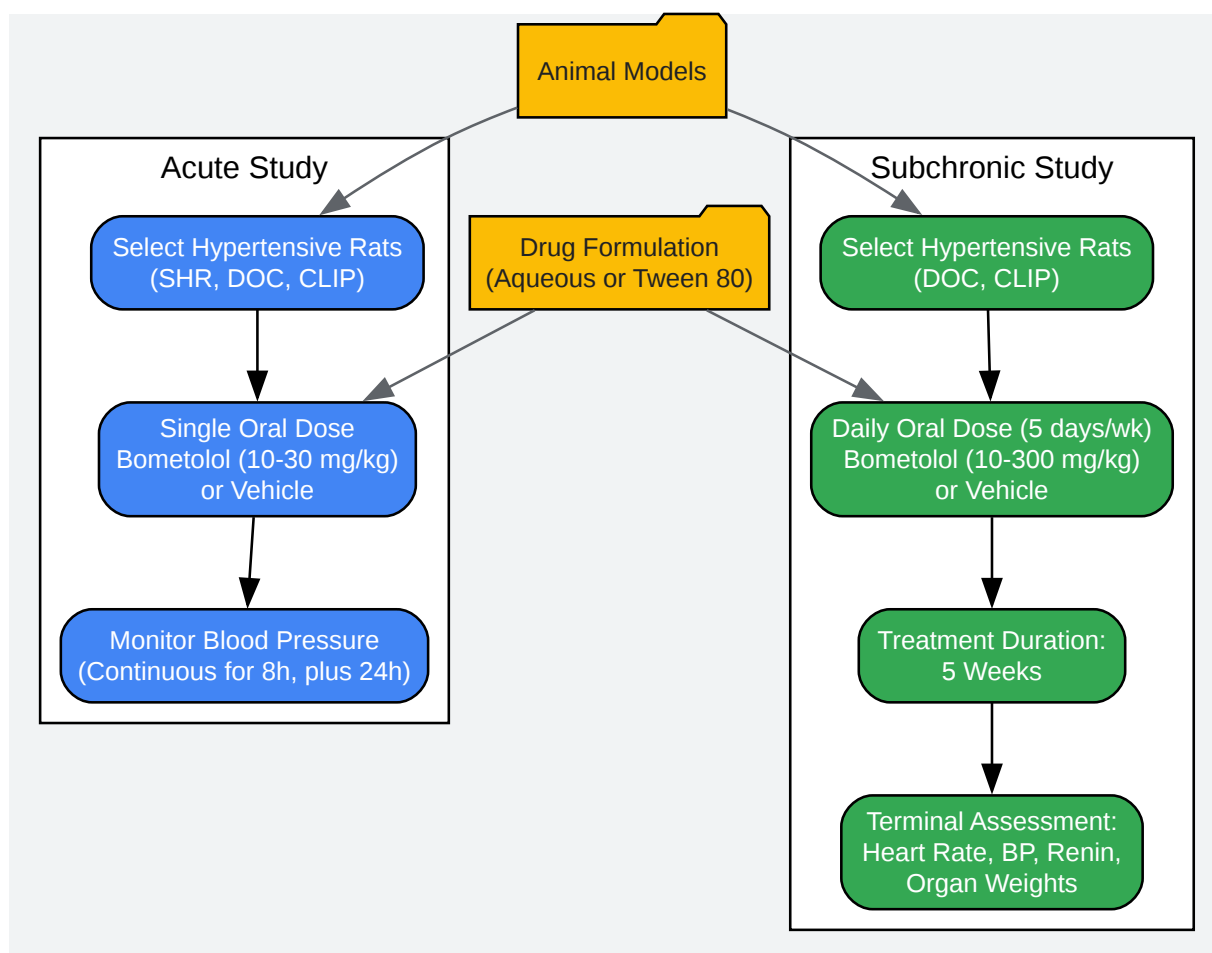 Animal Models
Acute Study
Subchronic Study
Select Hypertensive Rats
(SHR, DOC, CLIP)
Drug Formulation
(Aqueous or Tween 80)
Select Hypertensive Rats
(DOC, CLIP)
Single Oral Dose
Bometolol (10-30 mg/kg)
or Vehicle
Daily Oral Dose (5 days/wk)
Bometolol (10-300 mg/kg)
or Vehicle
Monitor Blood Pressure
(Continuous for 8h, plus 24h)
Treatment Duration:
5 Weeks
Terminal Assessment:
Heart Rate, BP, Renin,
Organ Weights